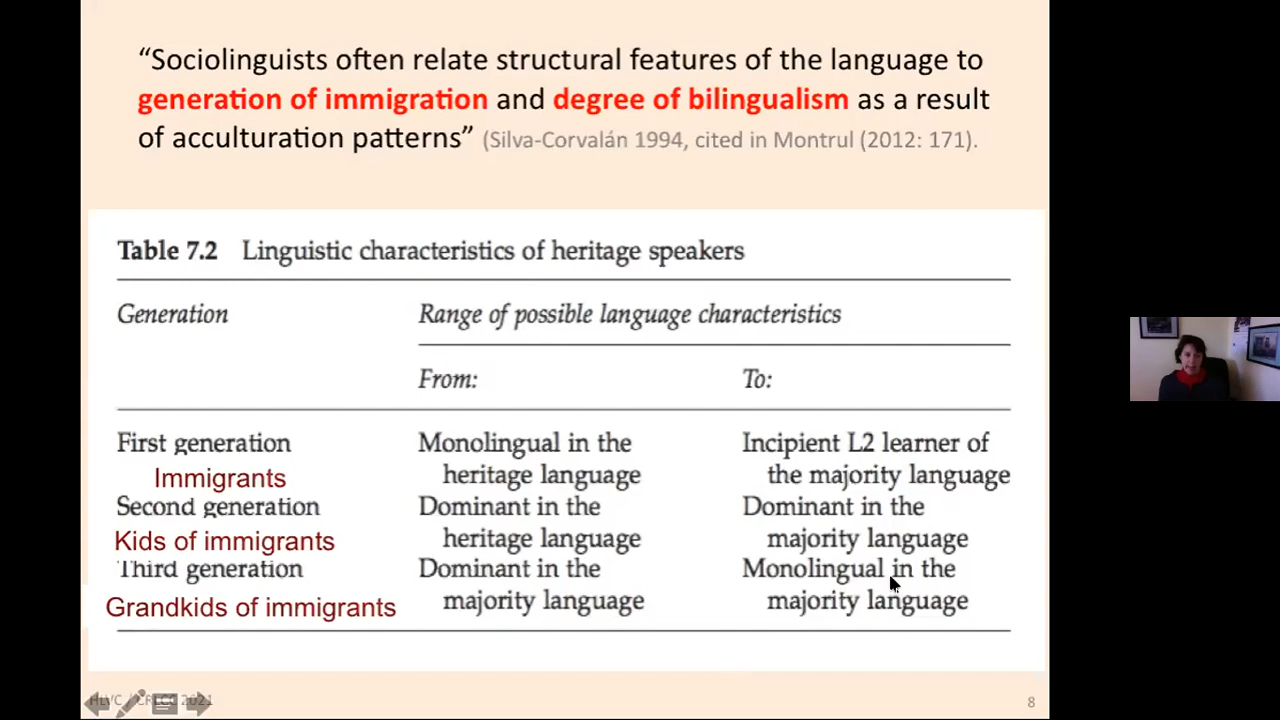 “Sociolinguists often relate structural features of the language to
generation of immigration and degree of bilingualism as a result
of acculturation patterns” (Silva-Corvalán 1994, cited in Montrul (2012: 171).
Table 7.2 Linguistic characteristics of heritage speakers
Generation Range of possible language characteristics
From: To:
First generation Monolingual in the Incipient L2 learner of
Immigrants heritage language the majority language
Second generation Dominant in the Dominant in the
Kids of immigrants heritage language majority language
Third generation Dominant in the Monolingual in the
Grandkids of immigrants majority language majority language
HLVC / CRLCC 2021 8